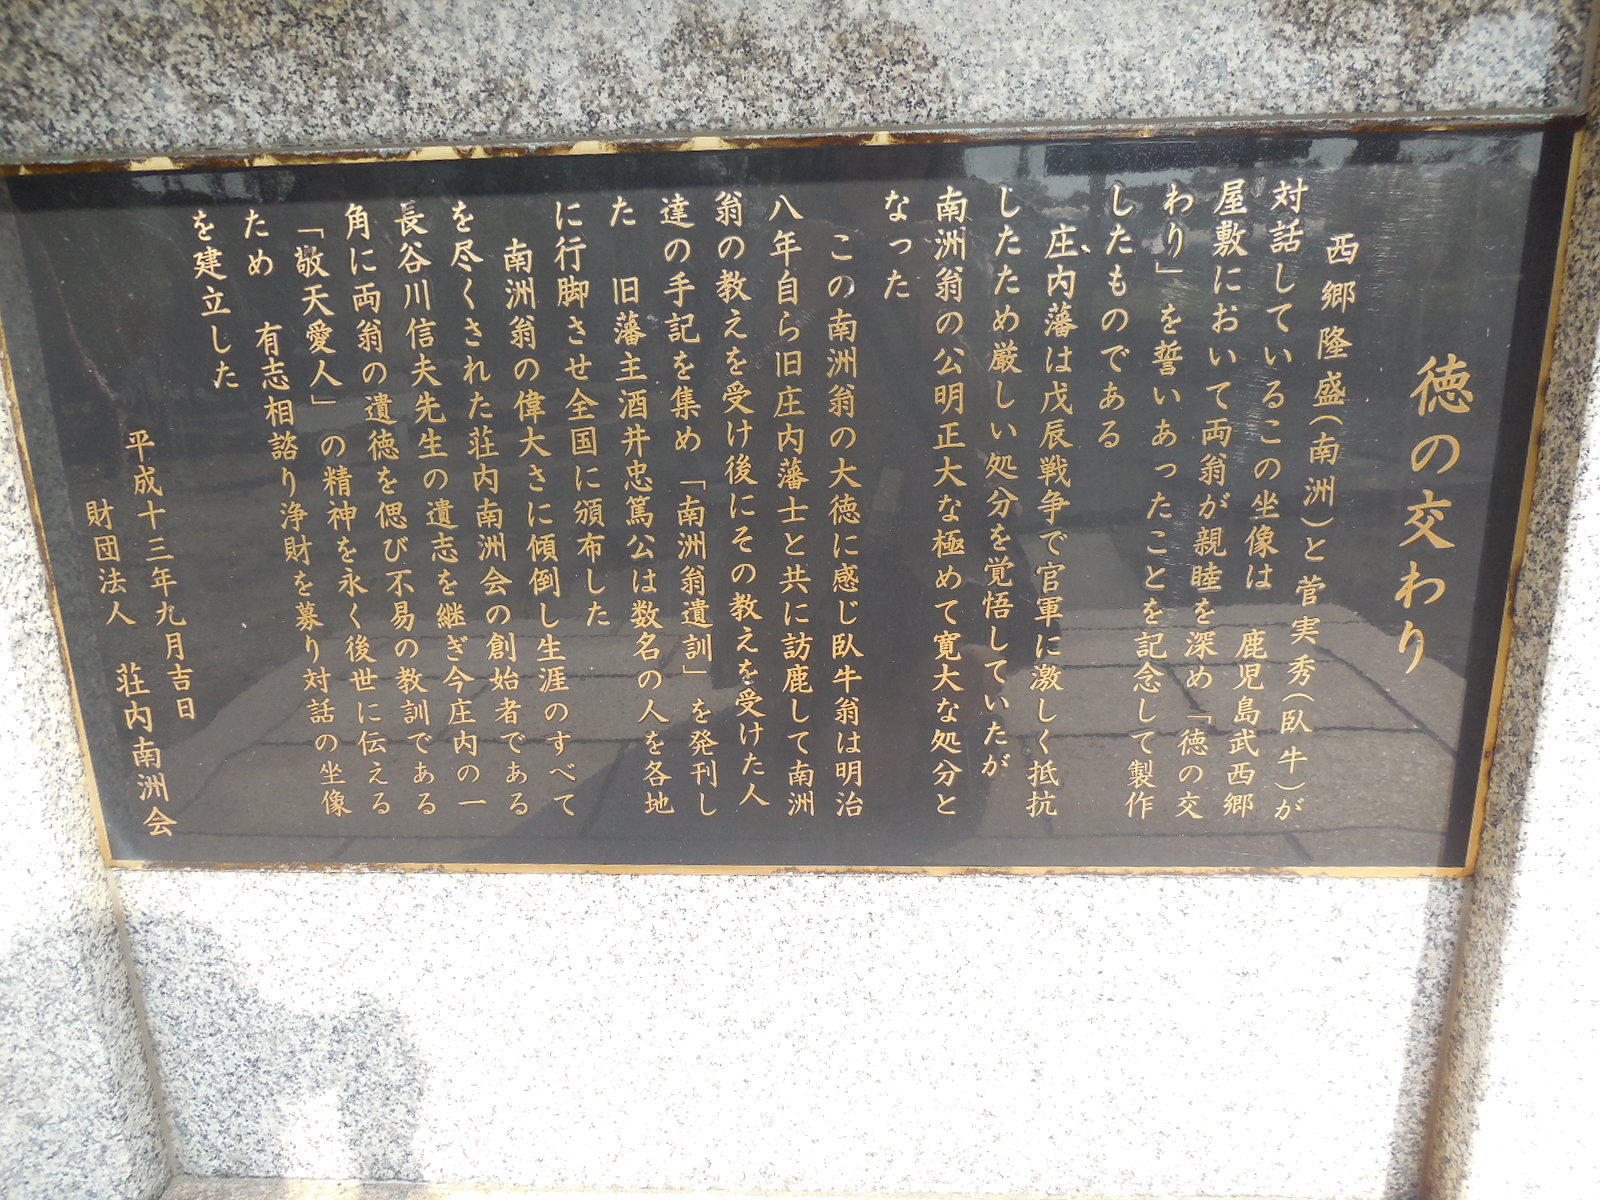 徳の交わり
西郷隆盛(南洲)と菅実秀(臥牛)が
対話しているこの坐像は 鹿児島武西郷
屋敷において両翁が親睦を深め「徳の交
わり」を誓いあったことを記念して製作
したものである
庄内藩は戊辰戦争で官軍に激しく抵抗
したため厳しい処分を覚悟していたが
南洲翁の公明正大な極めて寛大な処分と
なった
この南洲翁の大徳に感じ臥牛翁は明治
八年自ら旧庄内藩士と共に訪鹿して南洲
翁の教えを受け後にその教えを受けた人
達の手記を集め「南洲翁遺訓」を発刊し
た 旧藩主酒井忠篤公は数名の人を各地
に行脚させ全国に頒布した
南洲翁の偉大さに傾倒し生涯のすべて
を尽くされた荘内南洲会の創始者である
長谷川信夫先生の遺志を継ぎ今庄内の一
角に両翁の遺徳を偲び不易の教訓である
「敬天愛人」の精神を永く後世に伝える
ため 有志相諮り浄財を募り対話の坐像
を建立した
平成十三年九月吉日
財団法人 荘内南洲会